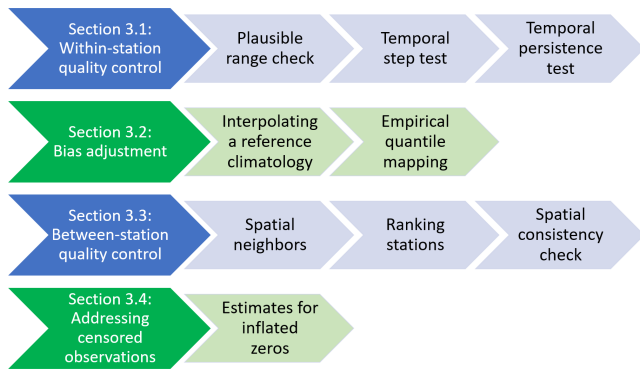 Section 3.1:
Within-station
quality control
Plausible
range check
Temporal
step test
Temporal
persistence
test
Section 3.2:
Bias adjustment
Interpolating
a reference
climatology
Empirical
quantile
mapping
Section 3.3:
Between-station
quality control
Spatial
neighbors
Ranking
stations
Spatial
consistency
check
Section 3.4:
Addressing
censored
observations
Estimates for
inflated
zeros